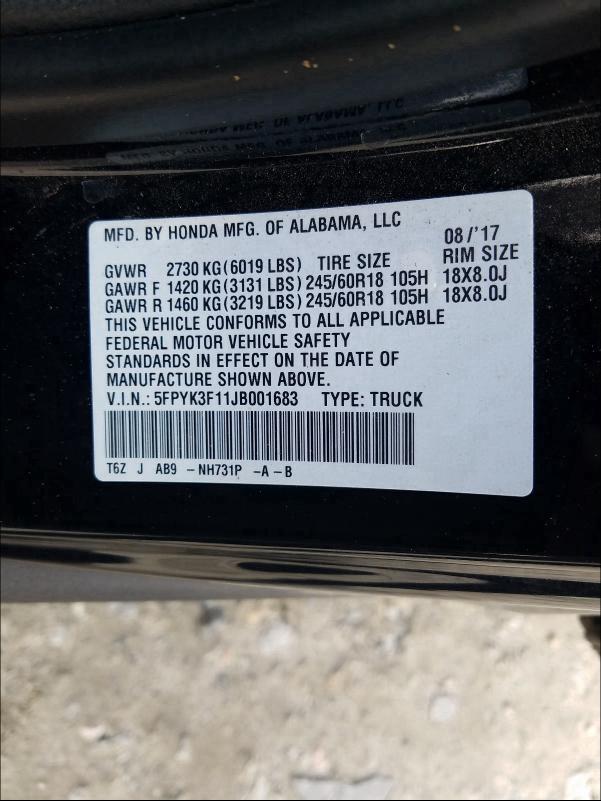 MFD. BY HONDA MFG. OF ALABAMA, LLC 08/'17
GVWR 2730 KG(6019 LBS) TIRE SIZE RIM SIZE
GAWR F 1420 KG(3131 LBS) 245/60R18 105H 18X8.0J
GAWR R 1460 KG(3219 LBS) 245/60R18 105H 18X8.0J
THIS VEHICLE CONFORMS TO ALL APPLICABLE
FEDERAL MOTOR VEHICLE SAFETY
STANDARDS IN EFFECT ON THE DATE OF
MANUFACTURE SHOWN ABOVE.
V.I.N.: 5FPYK3F11JB001683 TYPE: TRUCK
T6Z J AB9 -NH731P -A-B